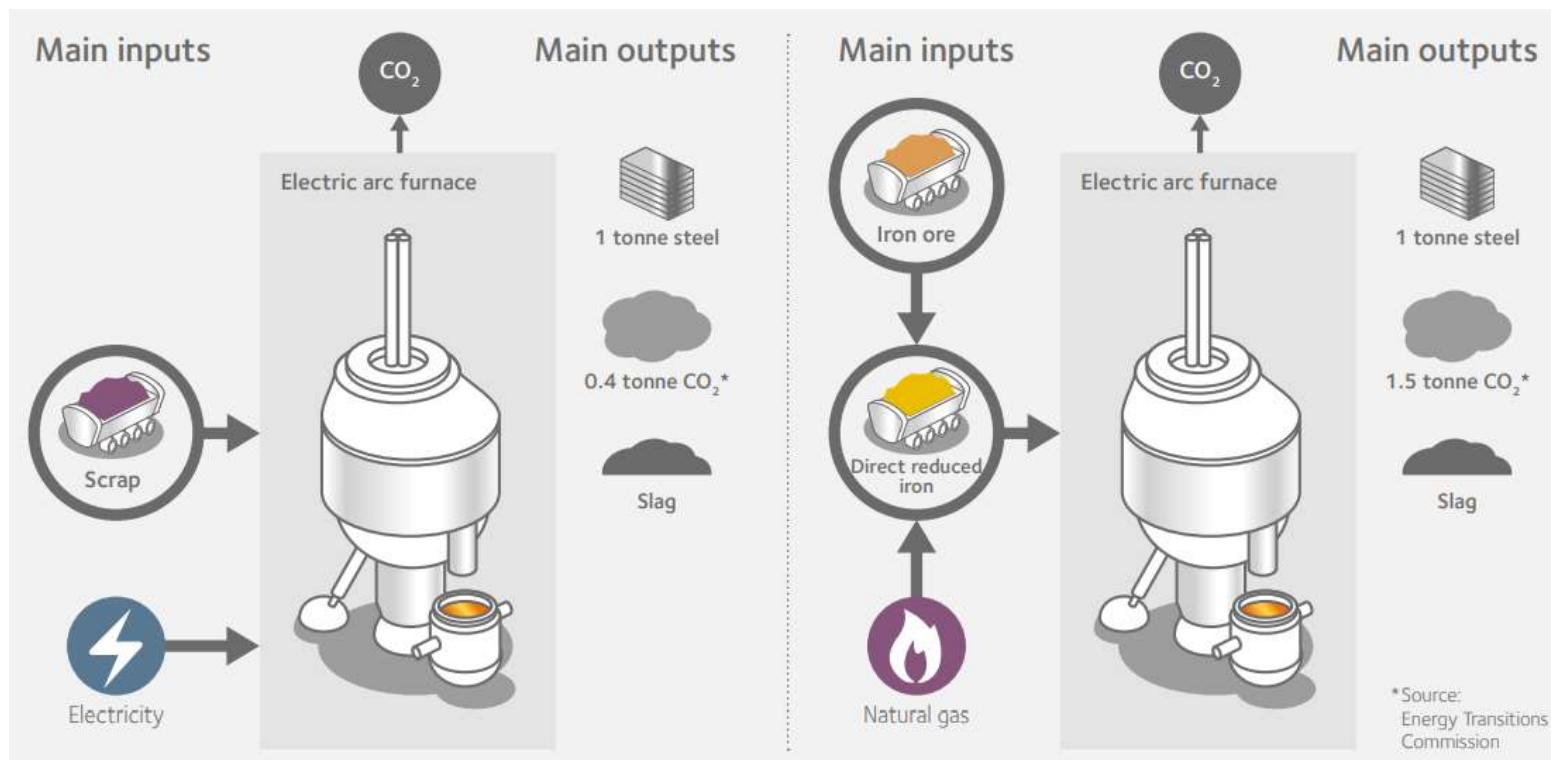 Main inputs
CO₂
Main outputs
Electric arc furnace
1 tonne steel
0.4 tonne CO₂*
Scrap
Slag
Electricity
Main inputs
CO₂
Main outputs
Electric arc furnace
Iron ore
1 tonne steel
1.5 tonne CO₂*
Direct reduced
iron
Slag
Natural gas
*Source:
Energy Transitions
Commission